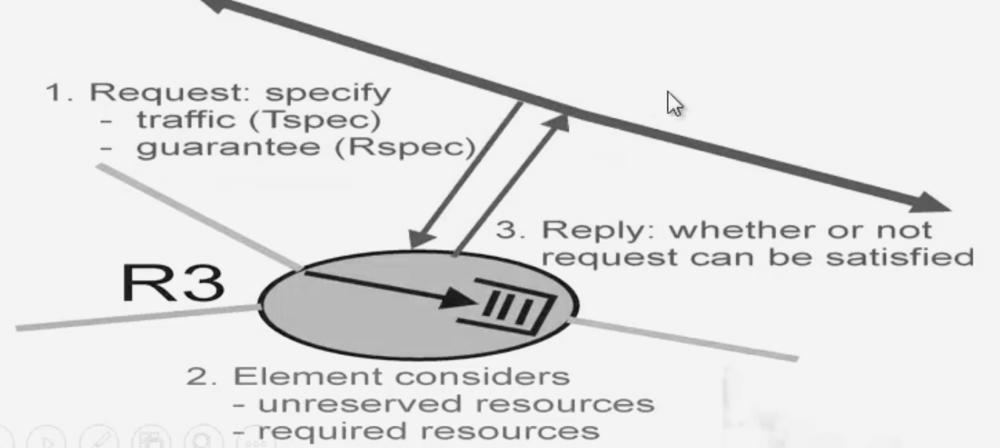 1. Request: specify
- traffic (Tspec)
- guarantee (Rspec)
3. Reply: whether or not
request can be satisfied
R3
2. Element considers
- unreserved resources
- required resources